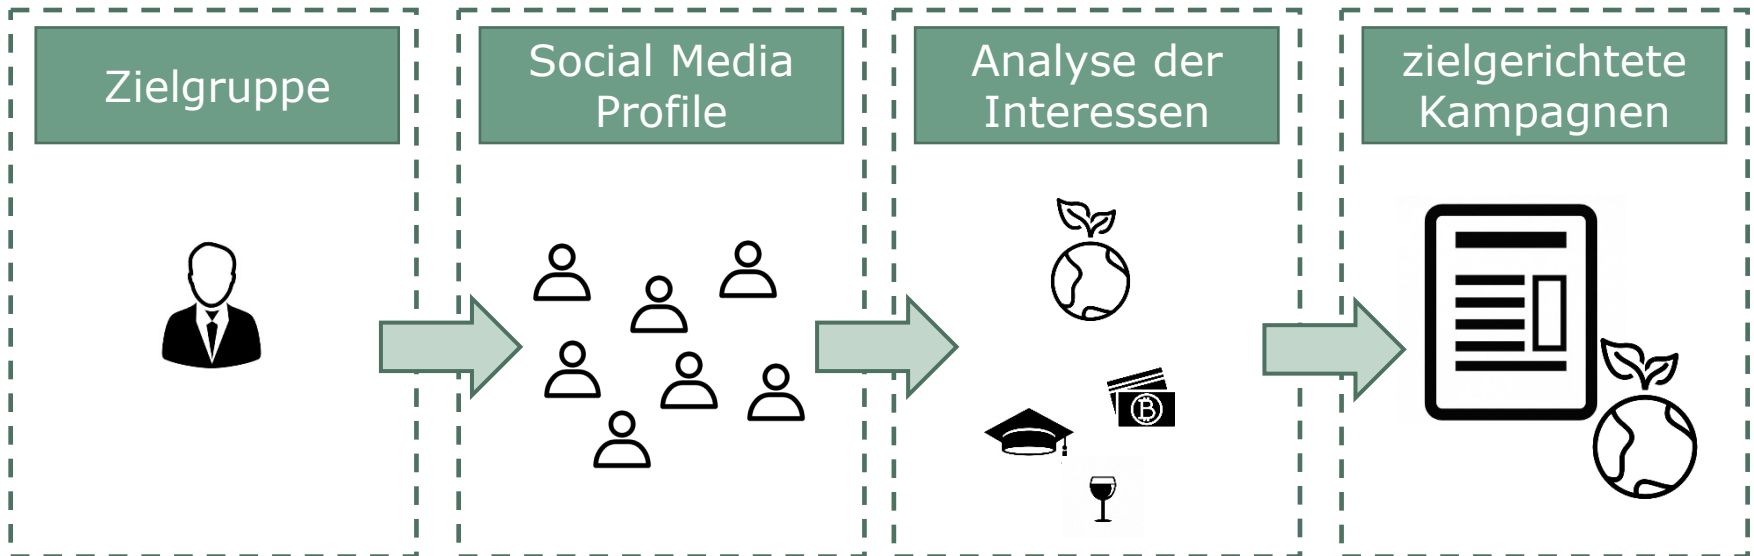 Zielgruppe
Social Media
Profile
Analyse der
Interessen
zielgerichtete
Kampagnen